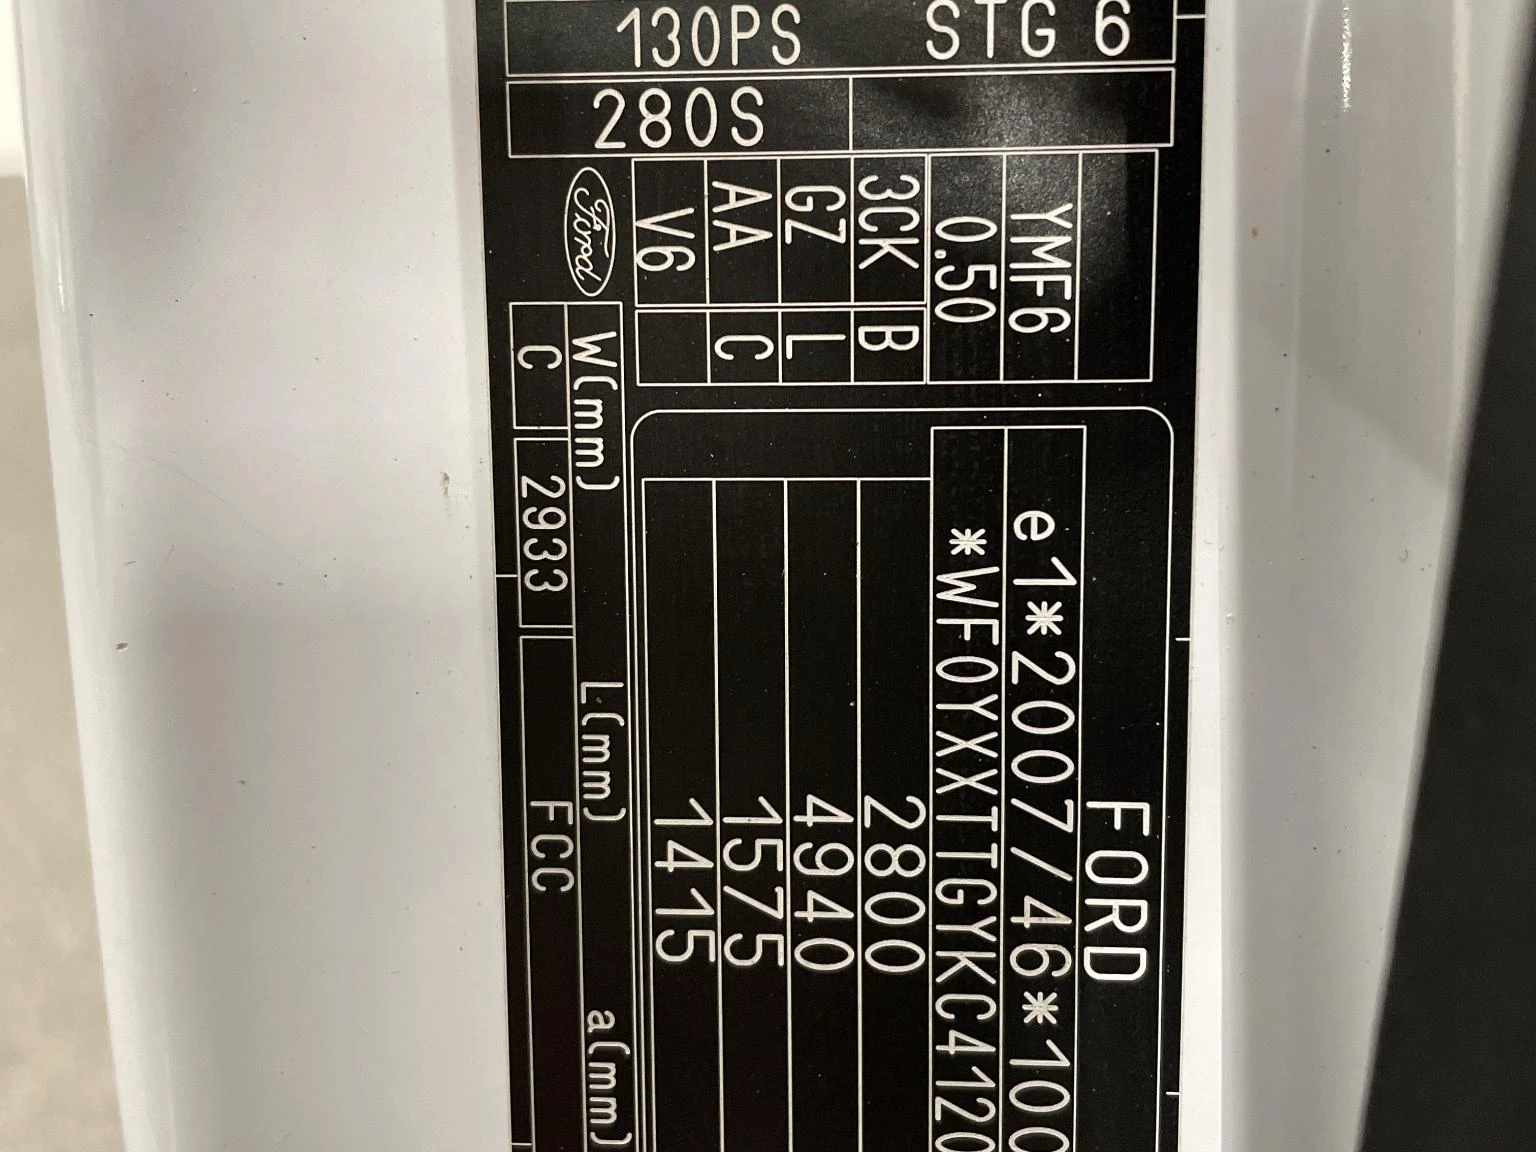 130PS STG 6
280S
FORD
e1*2007/46*100
*WF0YXXTTGYKC4120
2800
4940
1575
1415
YMF6
0.50
3CK B
GZ L
AA C
V6
Ford
W(mm) L(mm) a(mm)
C 2933 FCC